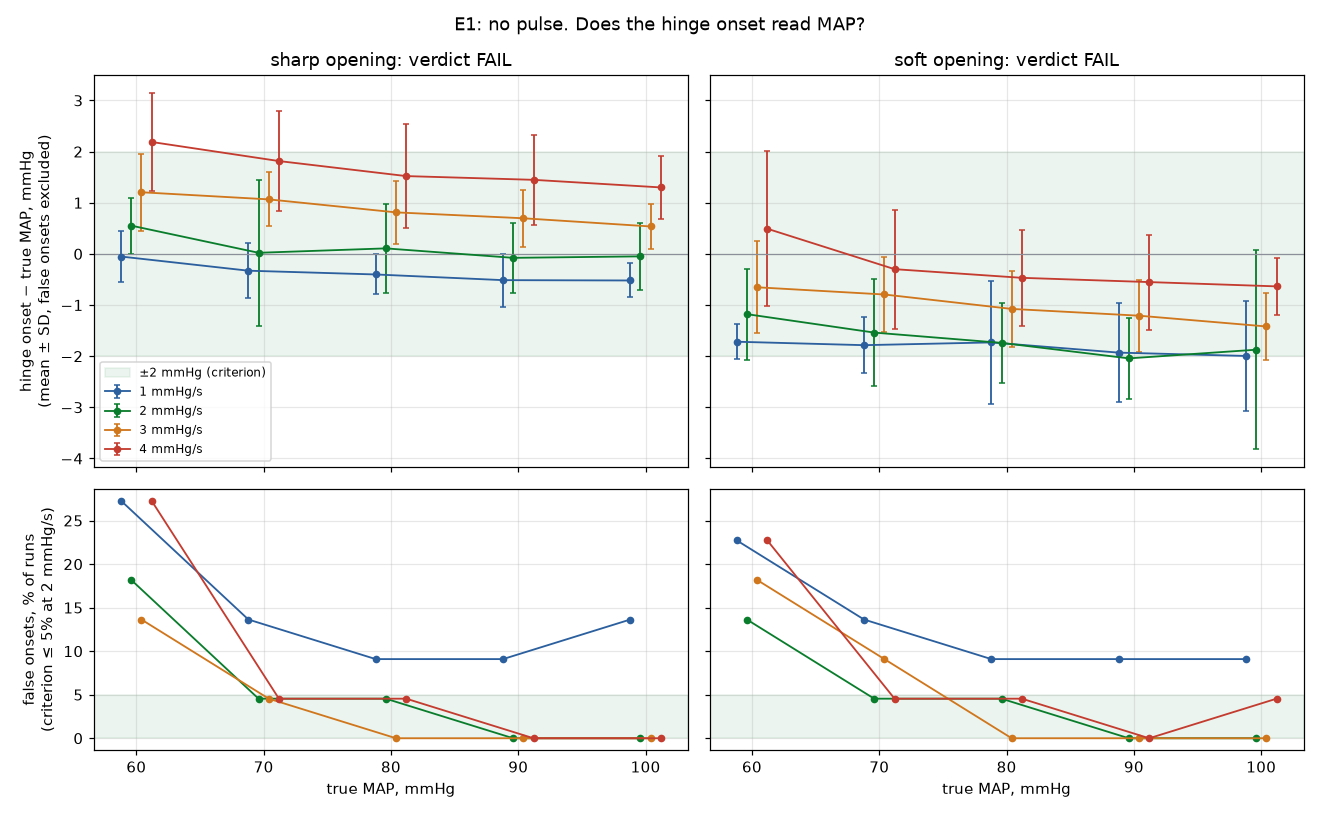 E1: no pulse. Does the hinge onset read MAP?
sharp opening: verdict FAIL
soft opening: verdict FAIL
hinge onset − true MAP, mmHg
(mean ± SD, false onsets excluded)
3
2
1
0
−1
−2
−3
−4
±2 mmHg (criterion)
1 mmHg/s
2 mmHg/s
3 mmHg/s
4 mmHg/s
false onsets, % of runs
(criterion ≤ 5% at 2 mmHg/s)
25
20
15
10
5
0
60 70 80 90 100
60 70 80 90 100
true MAP, mmHg
true MAP, mmHg